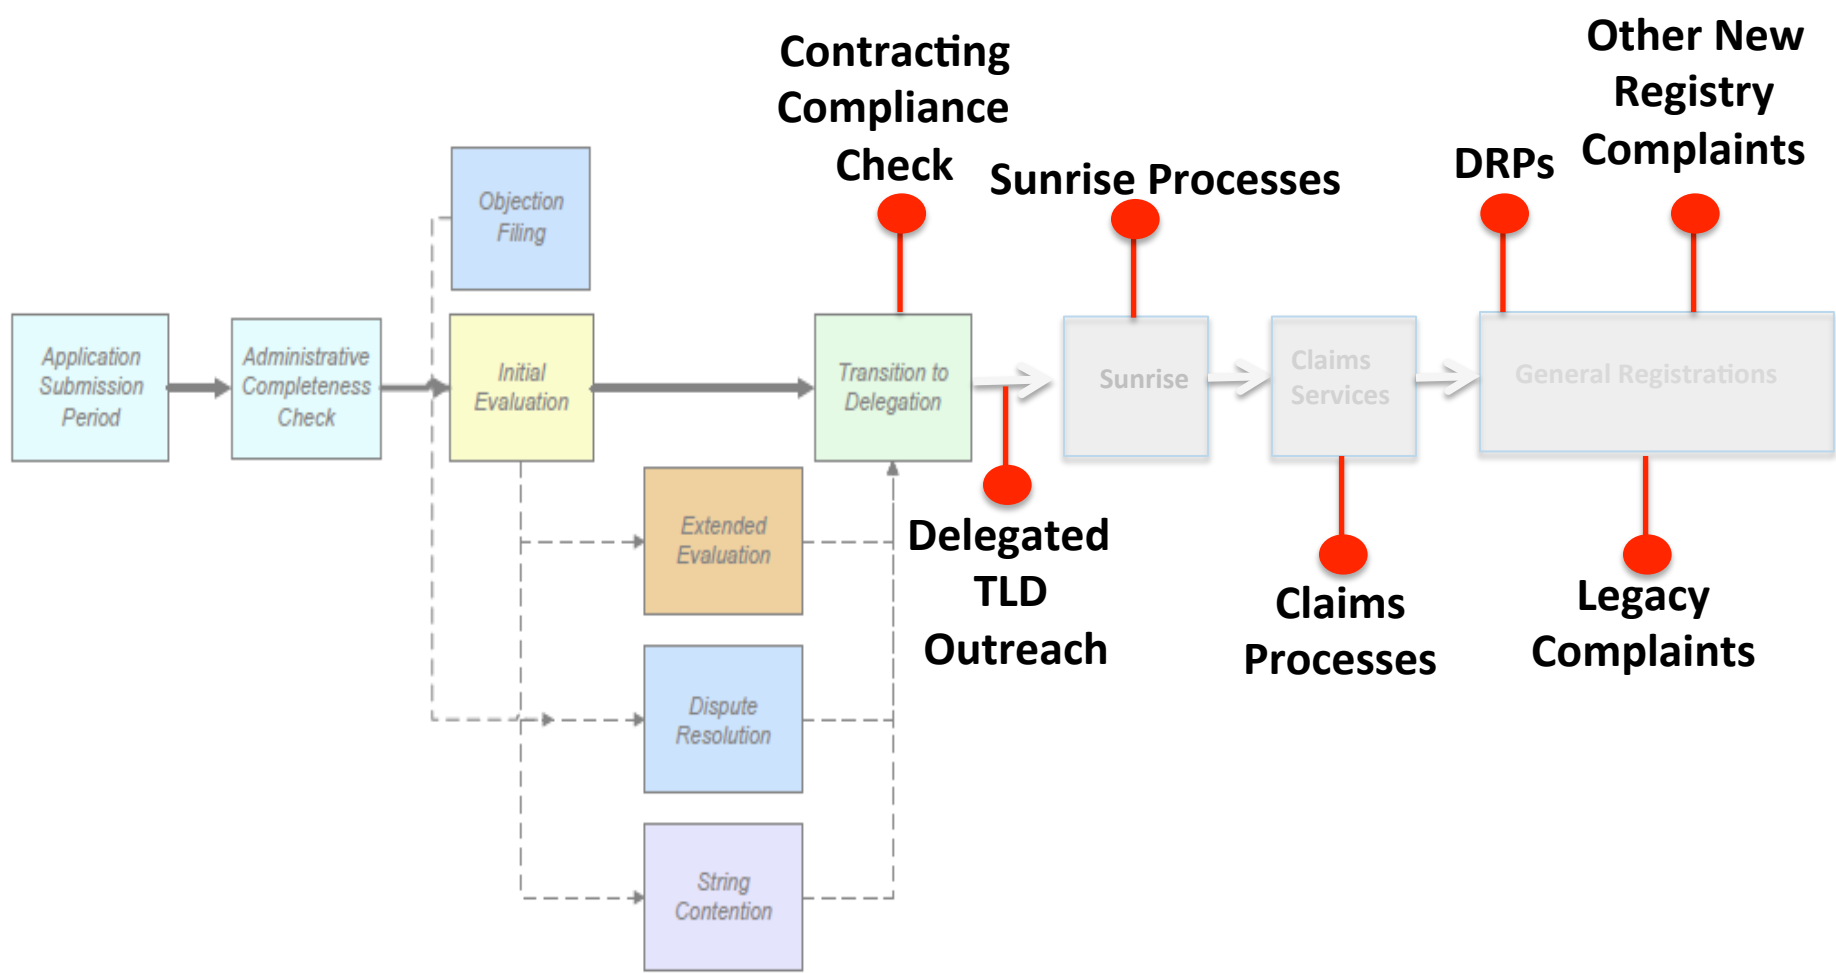 Contracting
Compliance
Check
Sunrise Processes
DRPs
Other New
Registry
Complaints
Objection
Filing
Application
Submission
Period
Administrative
Completeness
Check
Initial
Evaluation
Transition to
Delegation
Sunrise
Claims
Services
General Registrations
Extended
Evaluation
Delegated
TLD
Outreach
Claims
Processes
Legacy
Complaints
Dispute
Resolution
String
Contention